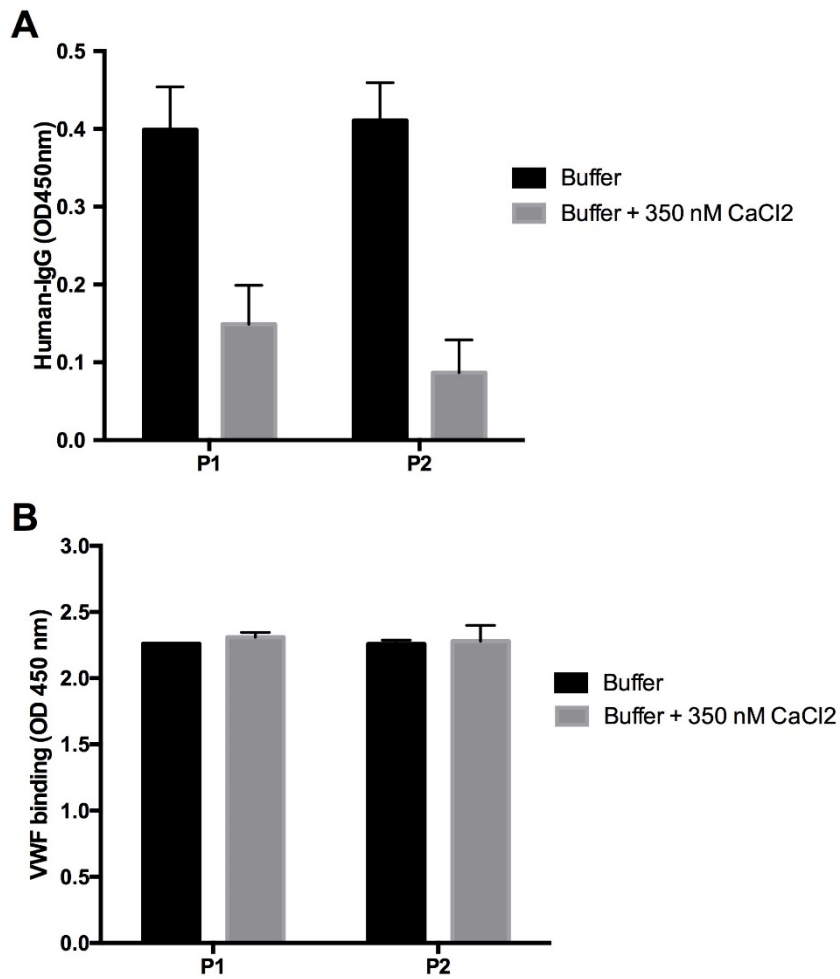 A
Human-IgG (OD450nm)
0.5
0.4
0.3
0.2
0.1
0.0
P1
P2
Buffer
Buffer + 350 nM CaCl2
B
VWF binding (OD 450 nm)
3.0
2.5
2.0
1.5
1.0
0.5
0.0
P1
P2
Buffer
Buffer + 350 nM CaCl2